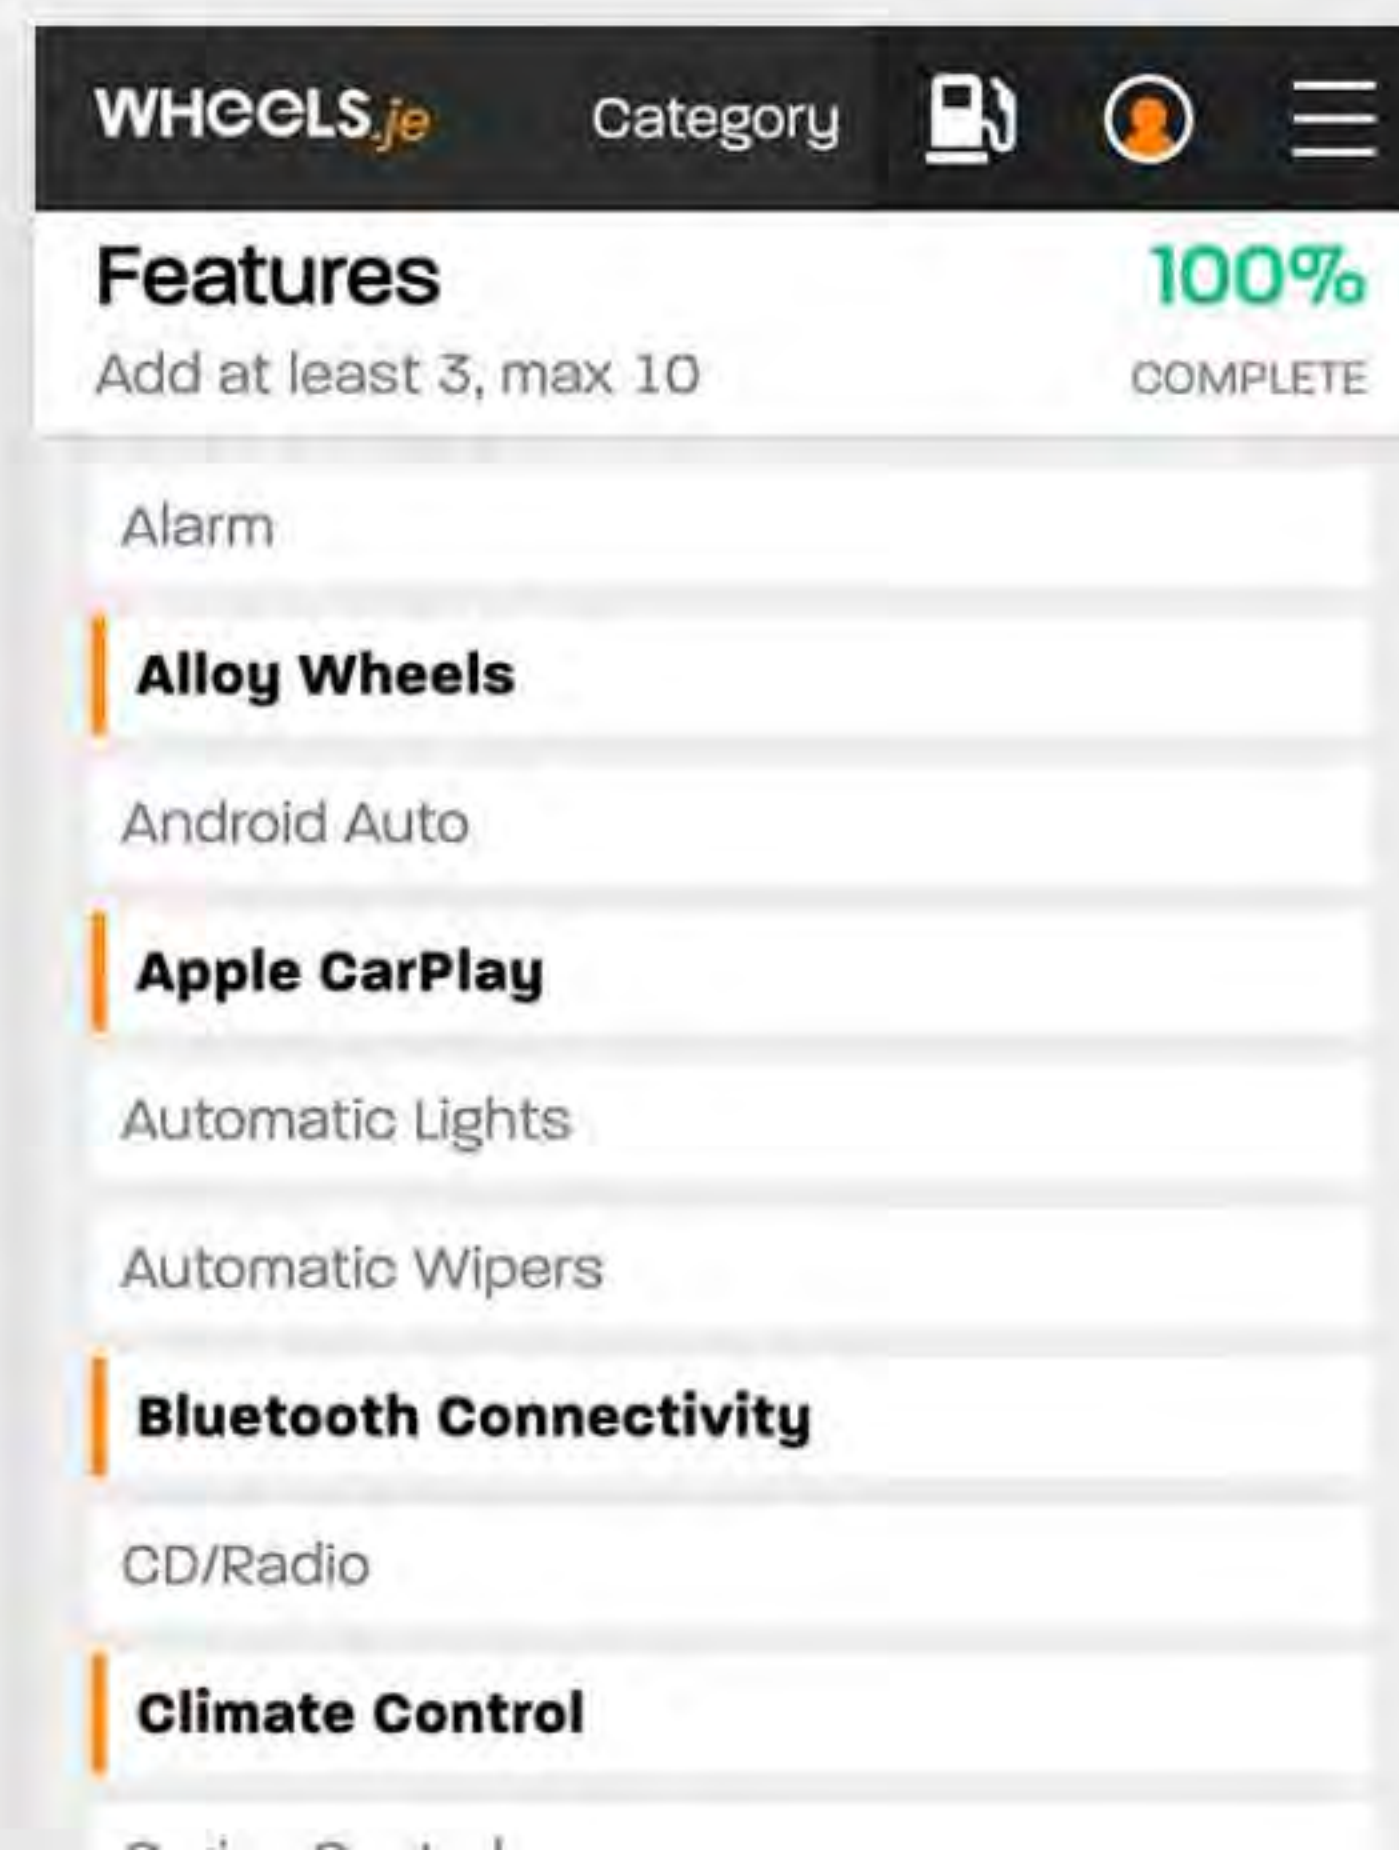 WHEELS.je Category
Features 100%
Add at least 3, max 10 COMPLETE
Alarm
Alloy Wheels
Android Auto
Apple CarPlay
Automatic Lights
Automatic Wipers
Bluetooth Connectivity
CD/Radio
Climate Control